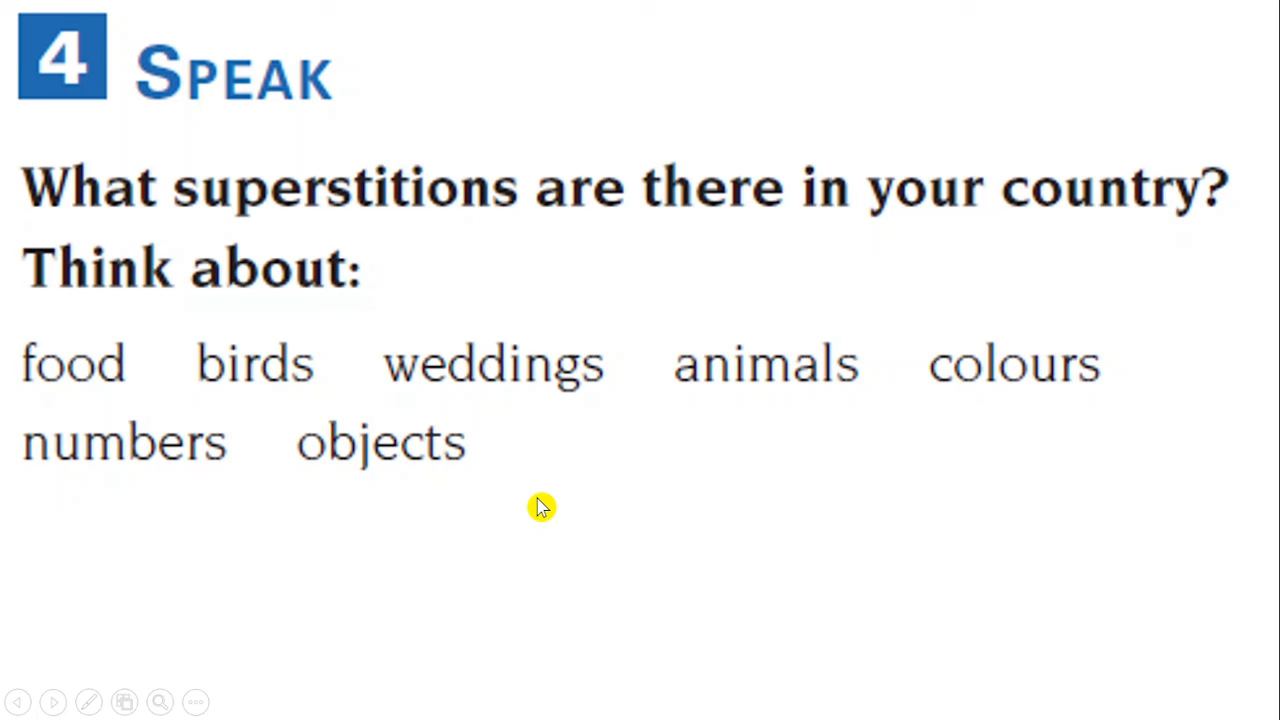 4 SPEAK
What superstitions are there in your country?
Think about:
food birds weddings animals colours
numbers objects